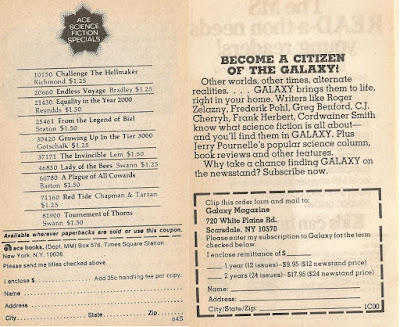 ACE
SCIENCE
FICTION
SPECIALS
10150 Challenge The Hellmaker
Richmond $1.25
20660 Endless Voyage Bradley $1.25
21430 Equality in the Year 2000
Reynolds $1.50
25461 From the Legend of Biel
Staton $1.50
30420 Growing Up In the Tier 3000
Gotschalk $1.25
37171 The Invincible Lem $1.50
46850 Lady of the Bees Swann $1.25
66780 A Plague of All Cowards
Barton $1.50
71160 Red Tide Chapman & Tarzan
$1.25
81900 Tournement of Thorns
Swann $1.50
Available wherever paperbacks are sold or use this coupon.
ace books, (Dept. MM) Box 576, Times Square Station
New York, N.Y. 10036
Please send me titles checked above.
I enclose $ Add 35c handling fee per copy.
Name
Address
City State Zip
64D
BECOME A CITIZEN
OF THE GALAXY!
Other worlds, other times, alternate
realities. . . . GALAXY brings them to life,
right in your home. Writers like Roger
Zelazny, Frederik Pohl, Greg Benford, C.J.
Cherryh, Frank Herbert, Cordwainer Smith
know what science fiction is all about—
and you'll find them in GALAXY. Plus
Jerry Pournelle's popular science column,
book reviews and other features.
Why take a chance finding GALAXY on
the newsstand? Subscribe now.
Clip this order form and mail to:
Galaxy Magazine
720 White Plains Rd.
Scarsdale, NY 10570
Please enter my subscription to Galaxy for the term
checked below.
I enclose remittance of $
1 year (12 issues)—$9.95 ($12 newstand price)
2 years (24 issues)—$17.95 ($24 newstand price)
Name:
Address:
City/State/Zip: 1C00